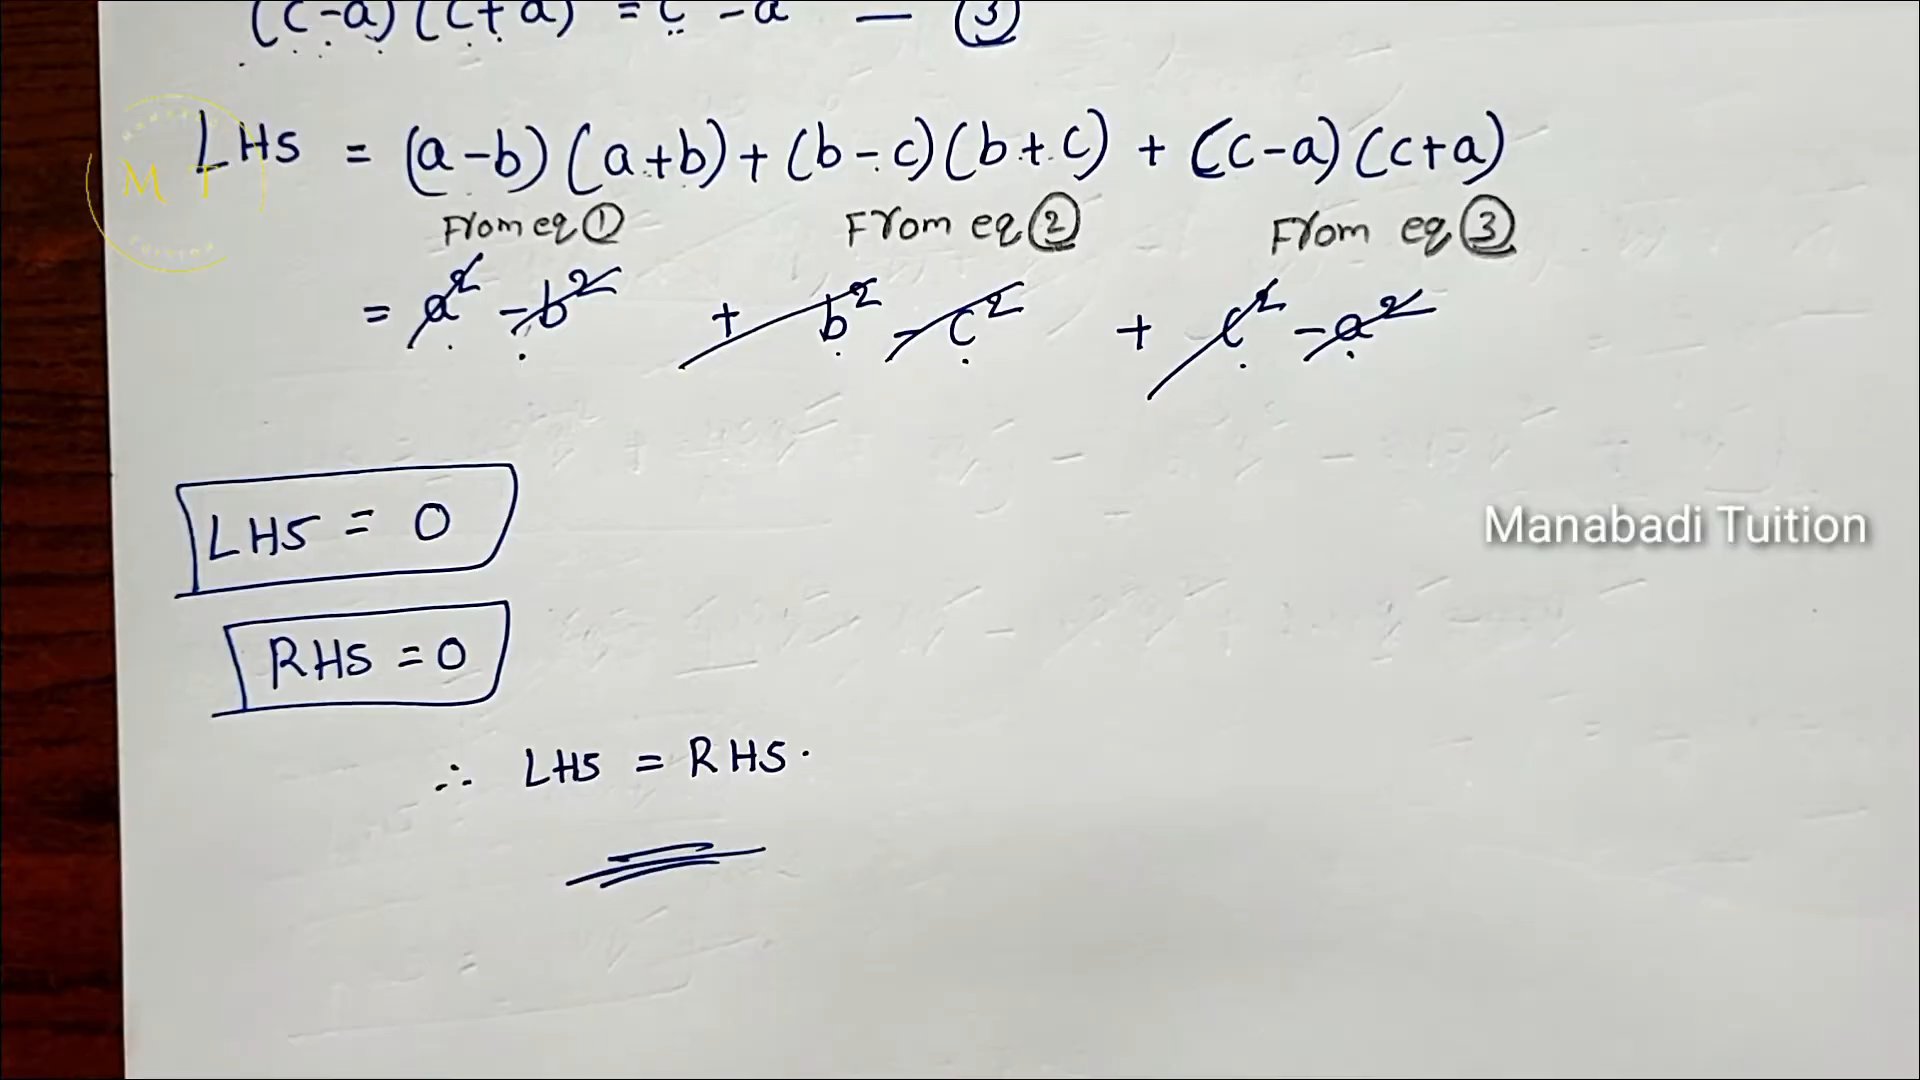 (c-a)(c+a) = c²-a² — ③
LHS = (a-b)(a+b)+(b-c)(b+c) + (c-a)(c+a)
From eq ① From eq ② From eq ③
= a² -b² + b² - c² + c² -a²
LHS = 0
RHS = 0
∴ LHS = RHS.
Manabadi Tuition
M T